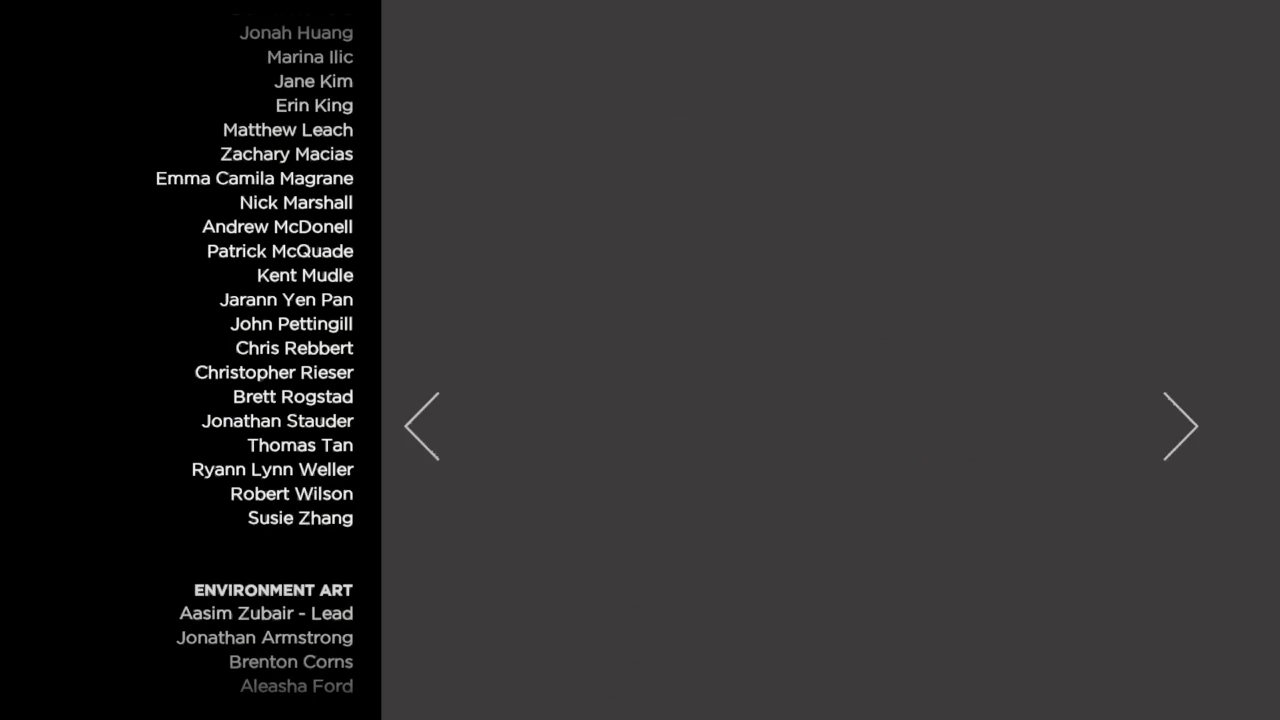 Jonah Huang
Marina Ilic
Jane Kim
Erin King
Matthew Leach
Zachary Macias
Emma Camila Magrane
Nick Marshall
Andrew McDonell
Patrick McQuade
Kent Mudle
Jarann Yen Pan
John Pettingill
Chris Rebbert
Christopher Rieser
Brett Rogstad
Jonathan Stauder
Thomas Tan
Ryann Lynn Weller
Robert Wilson
Susie Zhang
ENVIRONMENT ART
Aasim Zubair - Lead
Jonathan Armstrong
Brenton Corns
Aleasha Ford